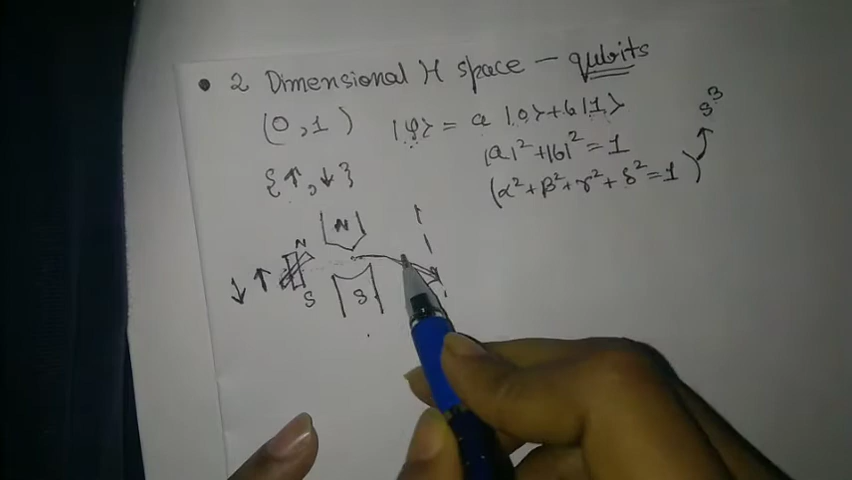 • 2 Dimensional H space – qubits
(0,1) |φ⟩ = a |0⟩ + b |1⟩
|a|² + |b|² = 1
(α² + β² + γ² + δ² = 1) → S³
{↑,↓}
N
N
↓ ↑
S
S